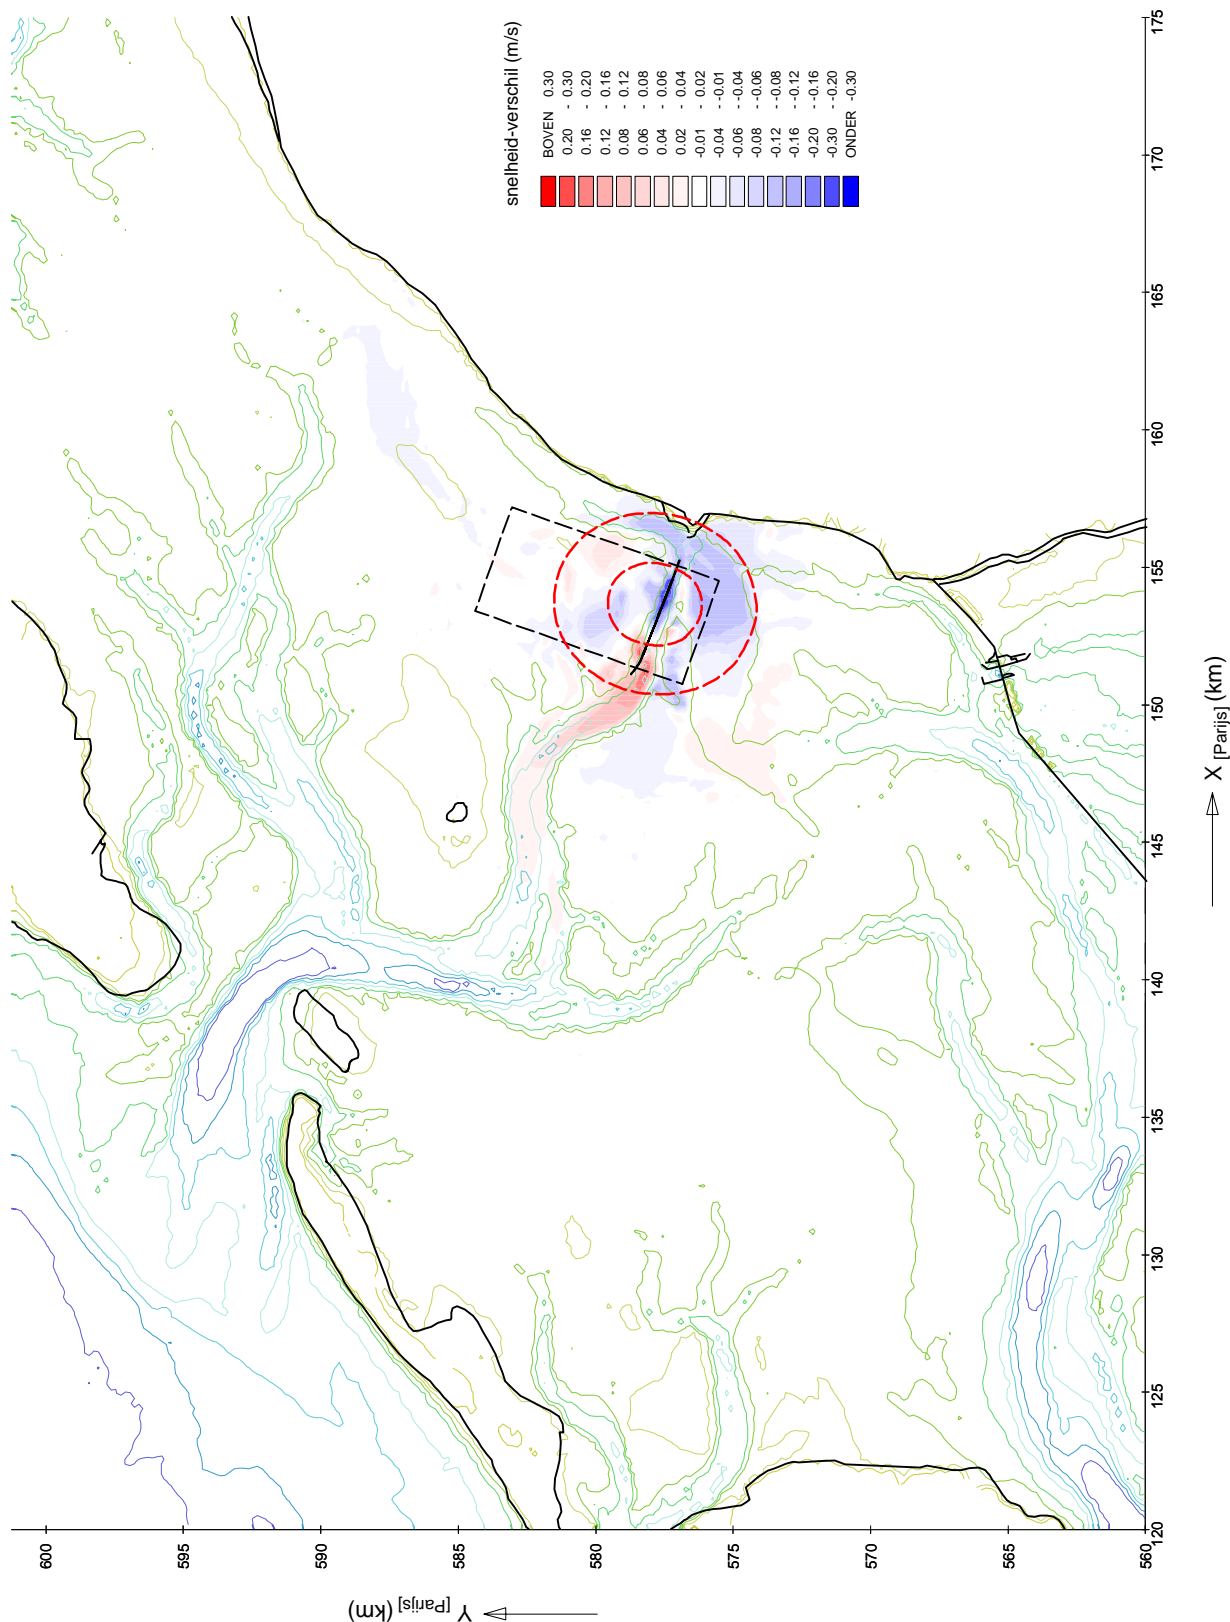 snelheid-verschil (m/s)
BOVEN 0.30
0.20 - 0.30
0.16 - 0.20
0.12 - 0.16
0.08 - 0.12
0.06 - 0.08
0.04 - 0.06
0.02 - 0.04
-0.01 - 0.02
-0.04 - -0.01
-0.06 - -0.04
-0.08 - -0.06
-0.12 - -0.08
-0.16 - -0.12
-0.20 - -0.16
-0.30 - -0.20
ONDER -0.30
600
595
590
585
580
575
570
565
560
Y [Parijs] (km)
120
125
130
135
140
145
150
155
160
165
170
175
X [Parijs] (km)